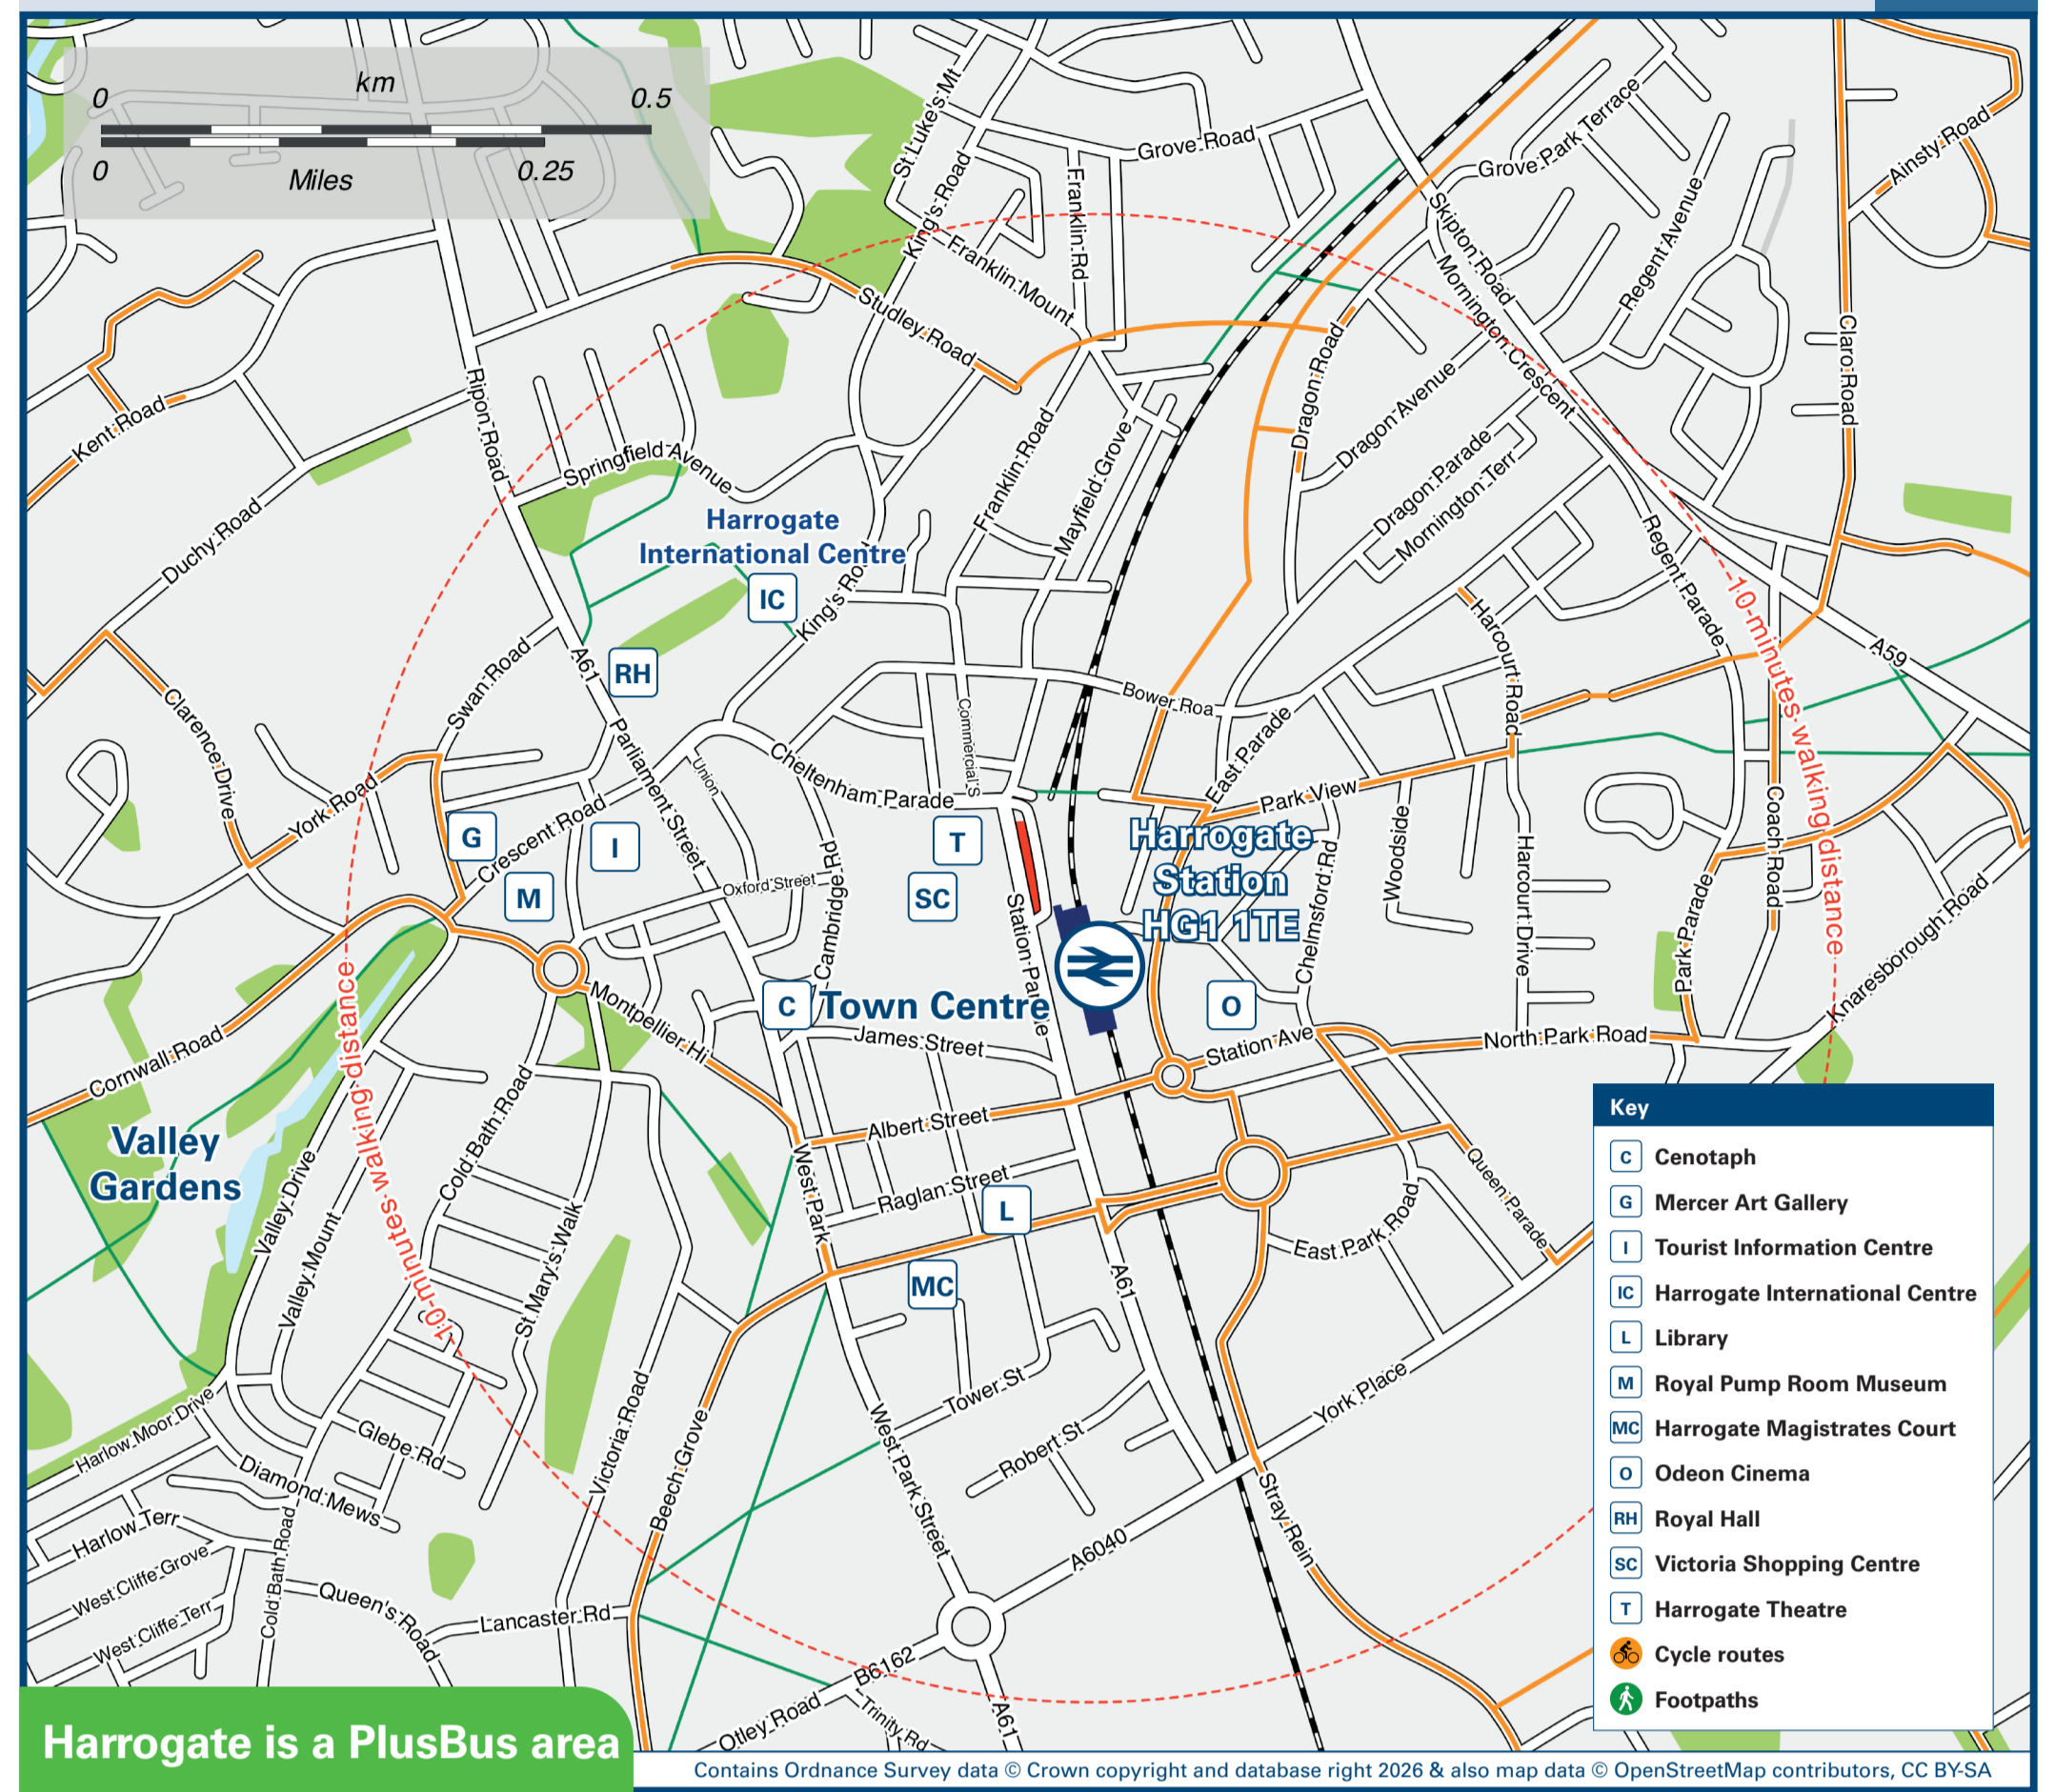 km
0
0.5
0
Miles
0.25
St Luke's Mt
King's Road
Grove Road
Franklin Rd
Grove Park Terrace
Ainsty Road
Skipton Road
Regent Avenue
Franklin Mount
Studley Road
Mornington Crescent
Claro Road
Kent Road
Ripon Road
Springfield Avenue
King's Road
Franklin Road
Mayfield Grove
Dragon Road
Dragon Avenue
Dragon Parade
Mornington Terr
Duchy Road
Harrogate
International Centre
IC
RH
Regent Parade
10-minutes walking distance
Harcourt Road
A59
Swan Road
A61
Clarence Drive
Bower Roa
Commercial S
Parliament Street
Union
Cheltenham Parade
East Parade
Park View
York Road
Crescent Road
G
I
M
T
SC
Oxford Street
Cambridge Rd
Station Parade
Harrogate
Station
HG1 1TE
Chelmsford Rd
Woodside
Harcourt Drive
Coach Road
Park Parade
Knaresborough Road
C
Town Centre
O
10-minutes walking distance
Cornwall Road
Montpellier Hi
James Street
Station Ave
North Park Road
Valley
Gardens
Valley Drive
Valley Mount
Cold Bath Road
St Mary's Walk
Albert Street
West Park
Raglan Street
L
MC
A61
East Park Road
Queen Parade
Harlow Moor Drive
Glebe Rd
Diamond Mews
Victoria Road
Beech Grove
Tower St
Robert St
York Place
West Park Street
Harlow Terr
West Cliffe Grove
West Cliffe Terr
Cold Bath Road
Queen's Road
Lancaster Rd
A6040
Stray Rein
B6162
Otley Road
Trinity Rd
A61
Key
C Cenotaph
G Mercer Art Gallery
I Tourist Information Centre
IC Harrogate International Centre
L Library
M Royal Pump Room Museum
MC Harrogate Magistrates Court
O Odeon Cinema
RH Royal Hall
SC Victoria Shopping Centre
T Harrogate Theatre
Cycle routes
Footpaths
Harrogate is a PlusBus area
Contains Ordnance Survey data © Crown copyright and database right 2026 & also map data © OpenStreetMap contributors, CC BY-SA